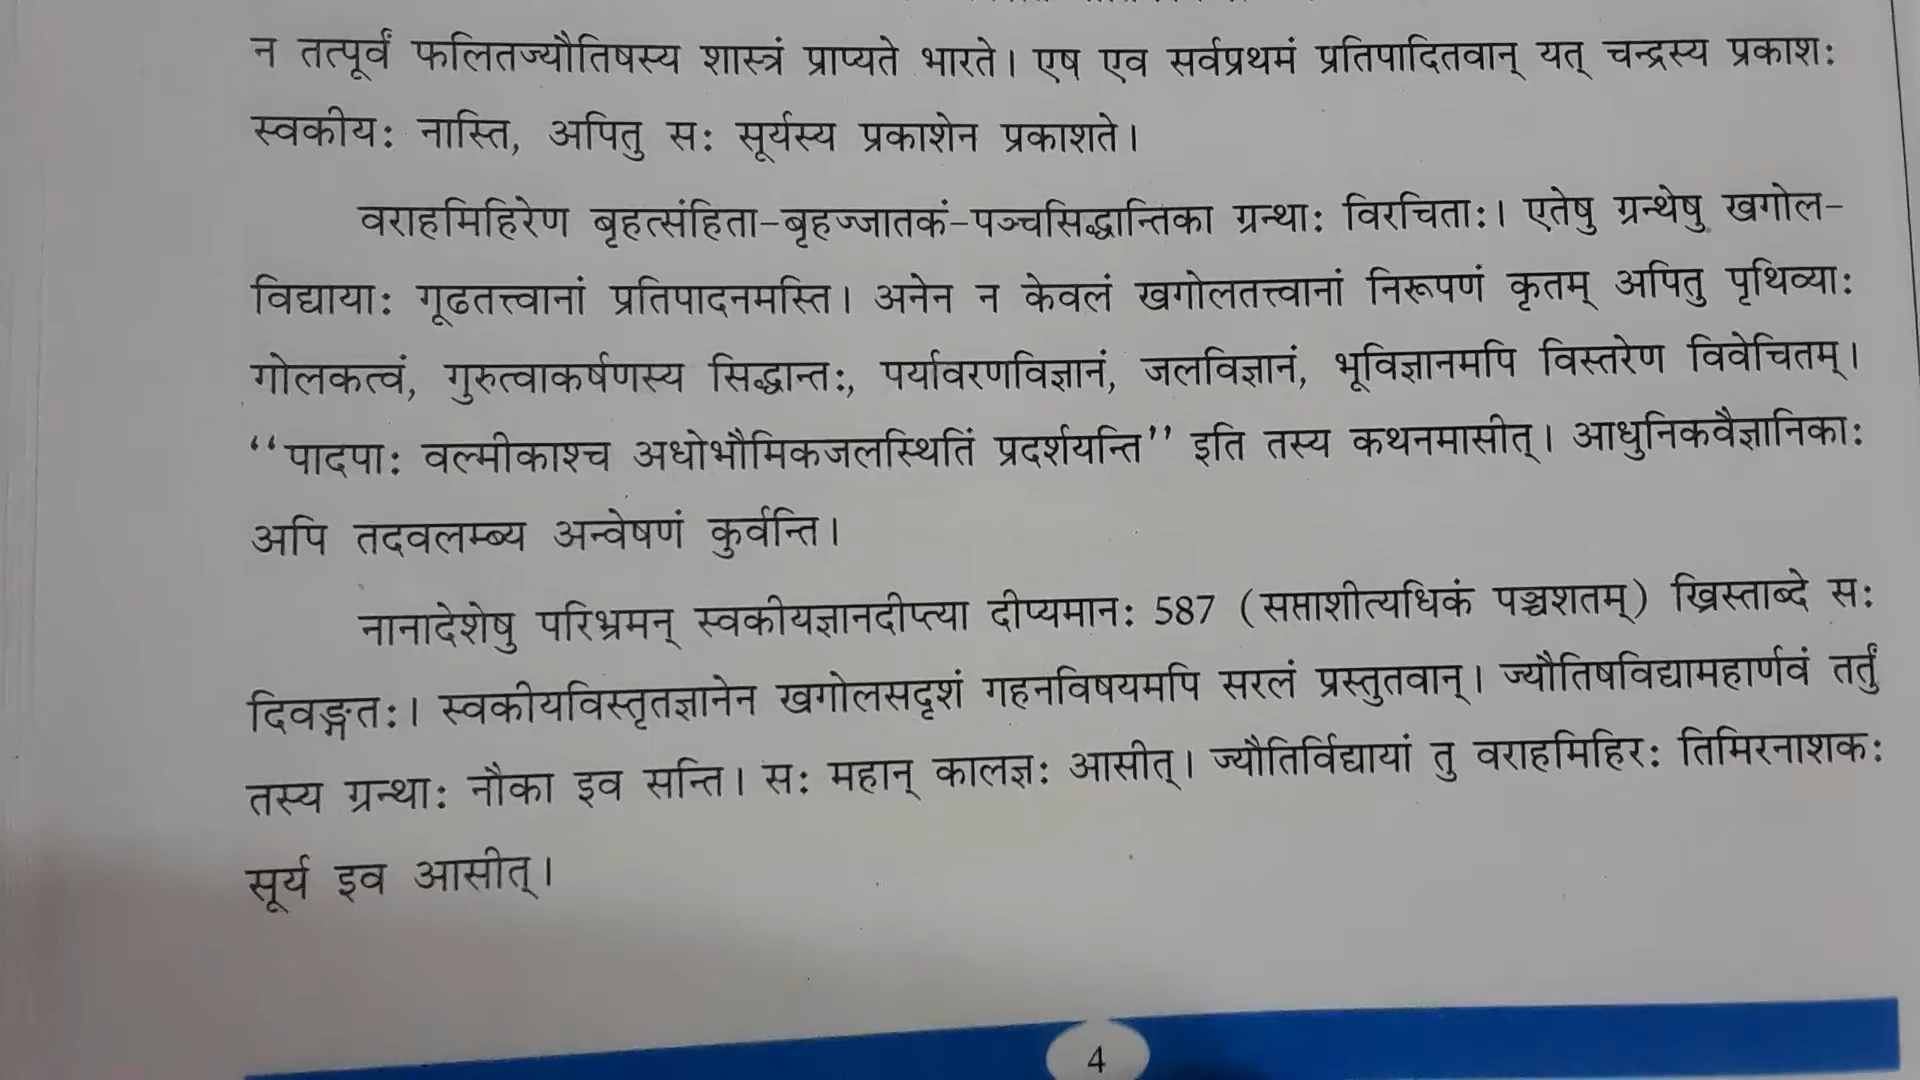 न तत्पूर्वं फलितज्यौतिषस्य शास्त्रं प्राप्यते भारते। एष एव सर्वप्रथमं प्रतिपादितवान् यत् चन्द्रस्य प्रकाशः
स्वकीयः नास्ति, अपितु सः सूर्यस्य प्रकाशेन प्रकाशते।
वराहमिहिरेण बृहत्संहिता-बृहज्जातकं-पञ्चसिद्धान्तिका ग्रन्थाः विरचिताः। एतेषु ग्रन्थेषु खगोल-
विद्यायाः गूढतत्त्वानां प्रतिपादनमस्ति। अनेन न केवलं खगोलतत्त्वानां निरूपणं कृतम् अपितु पृथिव्याः
गोलकत्वं, गुरुत्वाकर्षणस्य सिद्धान्तः, पर्यावरणविज्ञानं, जलविज्ञानं, भूविज्ञानमपि विस्तरेण विवेचितम्।
“पादपाः वल्मीकाश्च अधोभौमिकजलस्थितिं प्रदर्शयन्ति” इति तस्य कथनमासीत्। आधुनिकवैज्ञानिकाः
अपि तदवलम्ब्य अन्वेषणं कुर्वन्ति।
नानादेशेषु परिभ्रमन् स्वकीयज्ञानदीप्त्या दीप्यमानः 587 (सप्ताशीत्यधिकं पञ्चशतम्) ख्रिस्ताब्दे सः
दिवङ्गतः। स्वकीयविस्तृतज्ञानेन खगोलसदृशं गहनविषयमपि सरलं प्रस्तुतवान्। ज्यौतिषविद्यामहार्णवं तर्तुं
तस्य ग्रन्थाः नौका इव सन्ति। सः महान् कालज्ञः आसीत्। ज्यौतिर्विद्यायां तु वराहमिहिरः तिमिरनाशकः
सूर्य इव आसीत्।
4